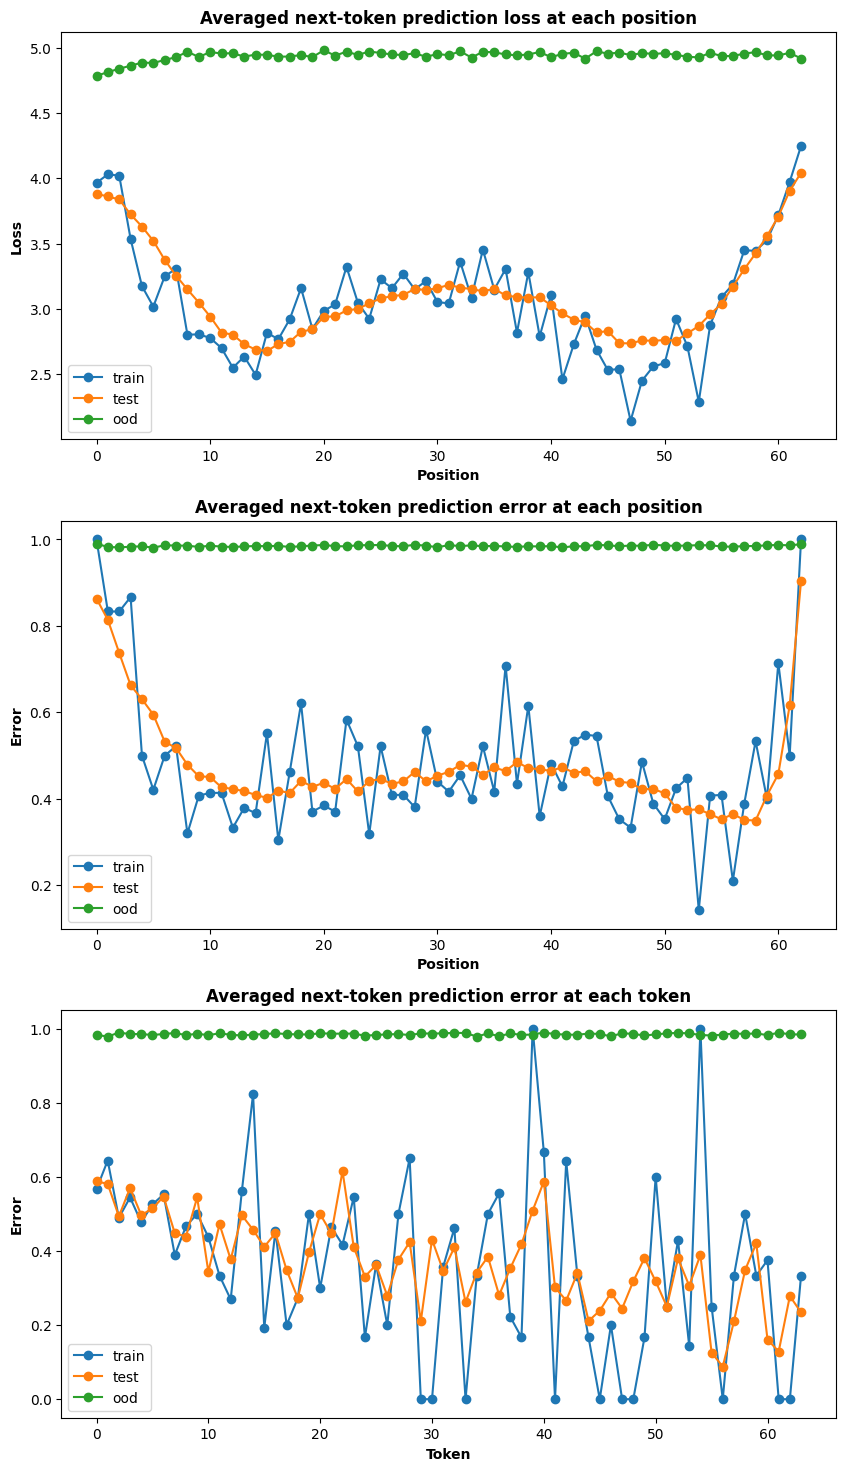 Averaged next-token prediction loss at each position
5.0
4.5
4.0
3.5
3.0
2.5
Loss
train
test
ood
0 10 20 30 40 50 60
Position
Averaged next-token prediction error at each position
1.0
0.8
0.6
0.4
0.2
Error
train
test
ood
0 10 20 30 40 50 60
Position
Averaged next-token prediction error at each token
1.0
0.8
0.6
0.4
0.2
0.0
Error
train
test
ood
0 10 20 30 40 50 60
Token